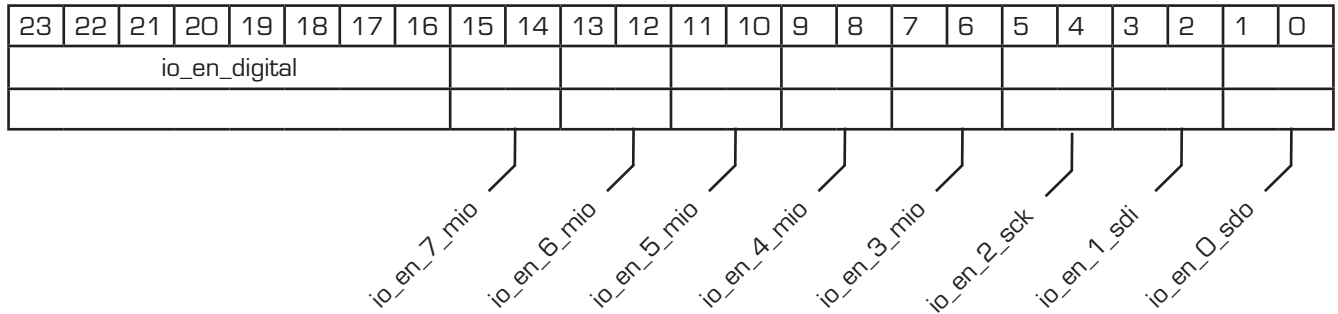 23 22 21 20 19 18 17 16 15 14 13 12 11 10 9 8 7 6 5 4 3 2 1 0
io_en_digital
io_en_7_mio io_en_6_mio io_en_5_mio io_en_4_mio io_en_3_mio io_en_2_sck io_en_1_sdi io_en_0_sdo